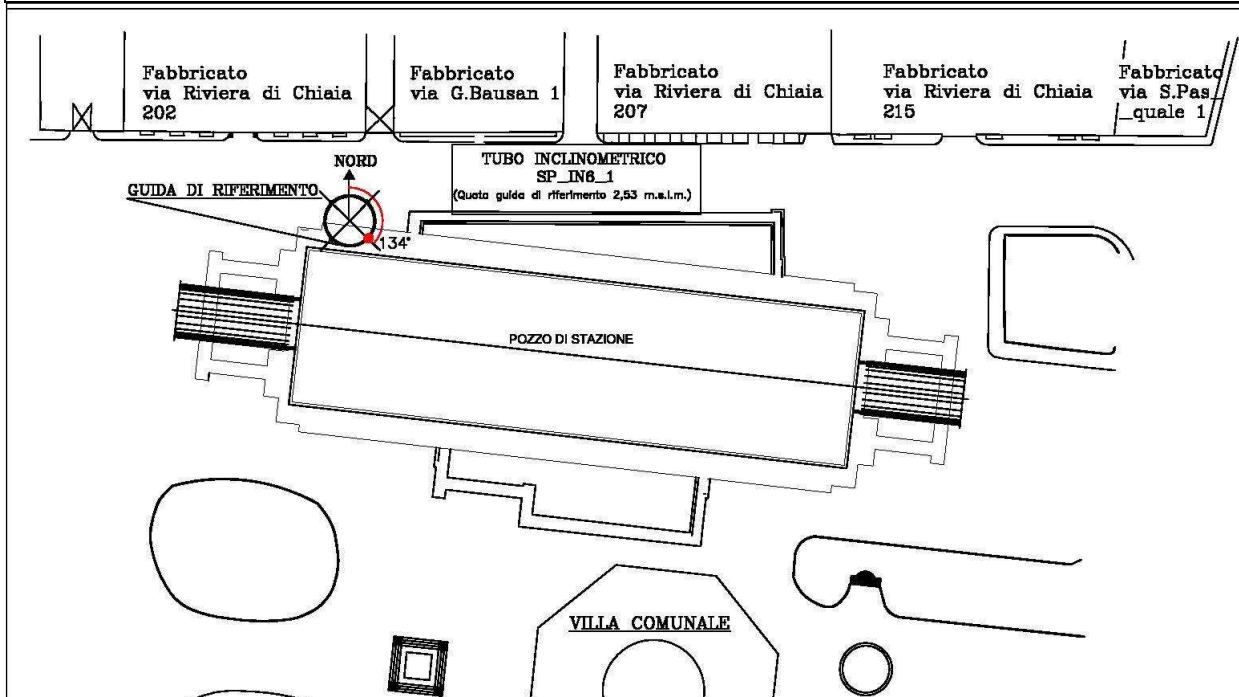 Fabbricato
via Riviera di Chiaia
202
Fabbricato
via G.Bausan 1
Fabbricato
via Riviera di Chiaia
207
Fabbricato
via Riviera di Chiaia
215
Fabbricato
via S.Pas_
_quale 1
NORD
TUBO INCLINOMETRICO
SP_IN6_1
(Quota guida di riferimento 2,53 m.s.l.m.)
GUIDA DI RIFERIMENTO
134°
POZZO DI STAZIONE
VILLA COMUNALE